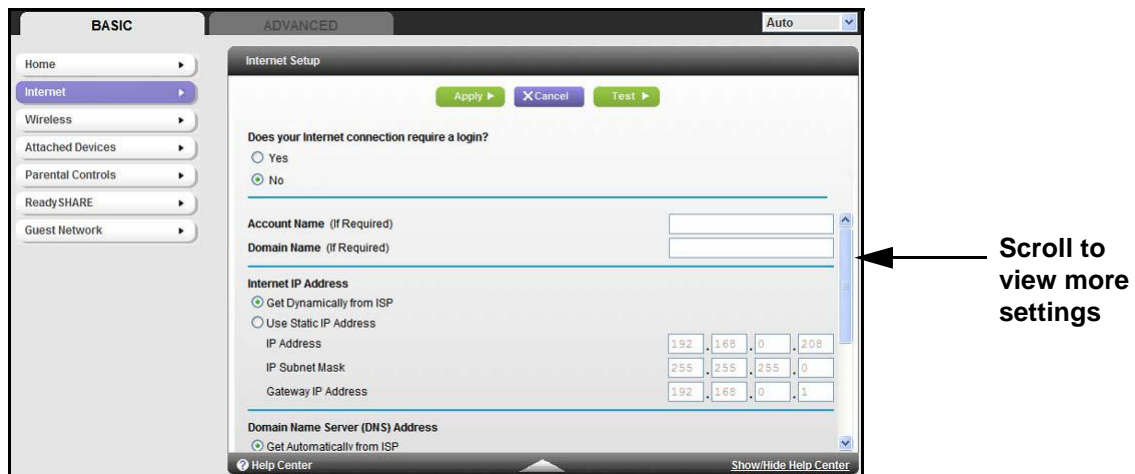 BASIC
ADVANCED
Auto
Home
Internet
Wireless
Attached Devices
Parental Controls
ReadySHARE
Guest Network
Internet Setup
Apply
X Cancel
Test
Does your Internet connection require a login?
Yes
No
Account Name (If Required)
Domain Name (If Required)
Internet IP Address
Get Dynamically from ISP
Use Static IP Address
IP Address 192 . 168 . 0 . 208
IP Subnet Mask 255 . 255 . 255 . 0
Gateway IP Address 192 . 168 . 0 . 1
Domain Name Server (DNS) Address
Get Automatically from ISP
Help Center
Show/Hide Help Center
Scroll to
view more
settings